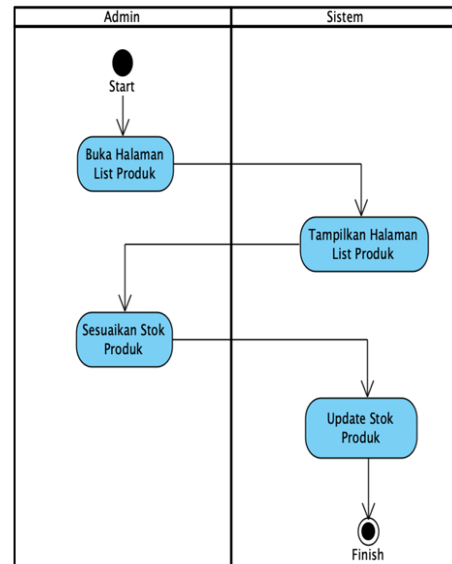 Admin
Sistem
Start
Buka Halaman
List Produk
Tampilkan Halaman
List Produk
Sesuaikan Stok
Produk
Update Stok
Produk
Finish